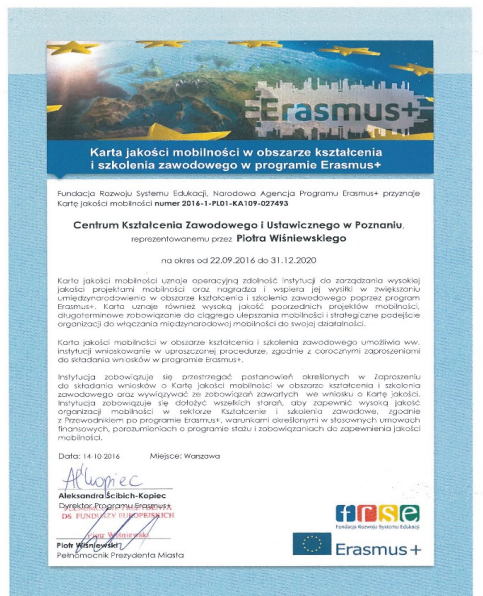 Erasmus+
Karta jakości mobilności w obszarze kształcenia
i szkolenia zawodowego w programie Erasmus+
Fundacja Rozwoju Systemu Edukacji, Narodowa Agencja Programu Erasmus+ przyznaje
Kartę jakości mobilności numer 2016-1-PL01-KA109-027493
Centrum Kształcenia Zawodowego i Ustawicznego w Poznaniu,
reprezentowanemu przez Piotra Wiśniewskiego
na okres od 22.09.2016 do 31.12.2020
Karta jakości mobilności uznaje operacyjną zdolność instytucji do zarządzania wysokiej
jakości projektami mobilności oraz nagradza i wspiera jej wysiłki w zwiększaniu
umiędzynarodowienia w obszarze kształcenia i szkolenia zawodowego poprzez program
Erasmus+. Karta uznaje również wysoką jakość poprzednich projektów mobilności,
długoterminowe zobowiązanie do ciągłego ulepszania mobilności i strategiczne podejście
organizacji do włączania międzynarodowej mobilności do swojej działalności.
Karta jakości mobilności w obszarze kształcenia i szkolenia zawodowego umożliwia ww.
instytucji wnioskowanie w uproszczonej procedurze, zgodnie z corocznymi zaproszeniami
do składania wniosków w programie Erasmus+.
Instytucja zobowiązuje się przestrzegać postanowień określonych w Zaproszeniu
do składania wniosków o Kartę jakości mobilności w obszarze kształcenia i szkolenia
zawodowego oraz wywiązywać ze zobowiązań zawartych we wniosku o Kartę jakości.
Instytucja zobowiązuje się dołożyć wszelkich starań, aby zapewnić wysoką jakość
organizacji mobilności w sektorze Kształcenie i szkolenia zawodowe, zgodnie
z Przewodnikiem po programie Erasmus+, warunkami określonymi w stosownych umowach
finansowych, porozumieniach o programie stażu i zobowiązaniach do zapewnienia jakości
mobilności.
Data: 14-10-2016 Miejsce: Warszawa
Aleksandra Ścibich-Kopiec
Dyrektor Programu Erasmus+
DS. FUNDUSZY EUROPEJSKICH
Piotr Wiśniewski
Piotr Wiśniewski
Pełnomocnik Prezydenta Miasta
frse
Fundacja Rozwoju Systemu Edukacji
Erasmus+